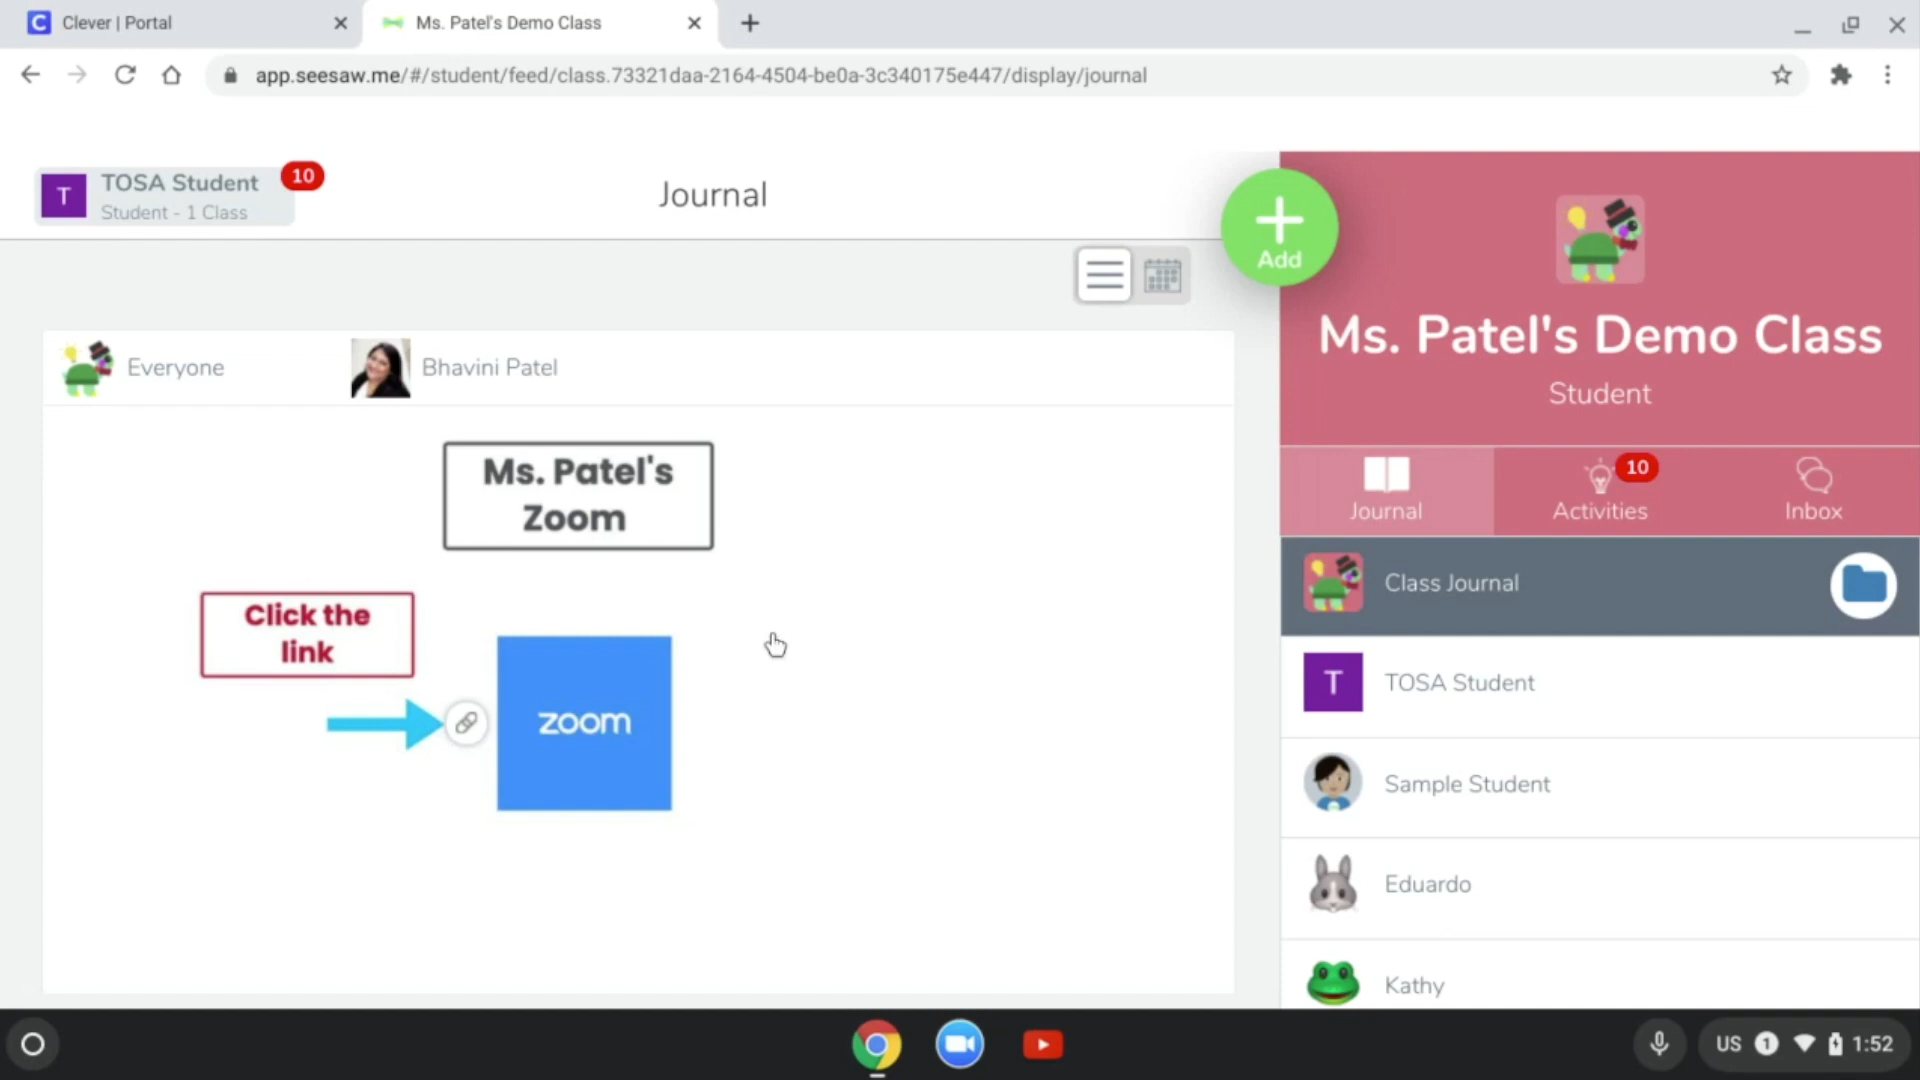 Clever | Portal
Ms. Patel's Demo Class
app.seesaw.me/#/student/feed/class.73321daa-2164-4504-be0a-3c340175e447/display/journal
T
TOSA Student
Student - 1 Class
10
Journal
Add
Everyone
Bhavini Patel
Ms. Patel's
Zoom
Click the
link
zoom
Ms. Patel's Demo Class
Student
Journal
10
Activities
Inbox
Class Journal
T
TOSA Student
Sample Student
Eduardo
Kathy
US
1
1:52